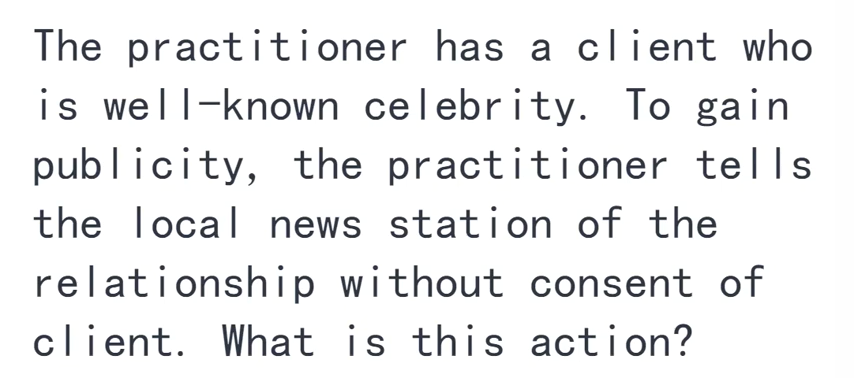 The practitioner has a client who
is well-known celebrity. To gain
publicity, the practitioner tells
the local news station of the
relationship without consent of
client. What is this action?